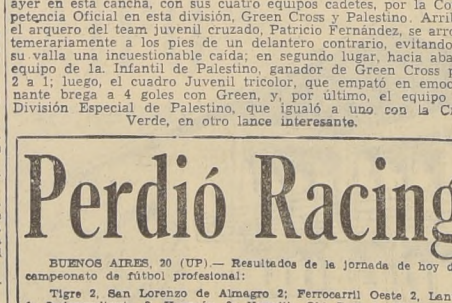 ayer en esta cancha, con sus cuatro equipos cadetes, por la Co
petencia Oficial en esta división, Green Cross y Palestino. Arril
el arquero del team juvenil cruzado, Patricio Fernández, se arro
temerariamente a los pies de un delantero contrario, evitando
su valla una incuestionable caída; en segundo lugar, hacia aba
equipo de 1a. Infantil de Palestino, ganador de Green Cross p
2 a 1; luego, el cuadro Juvenil tricolor, que empató en emoc
nante brega a 4 goles con Green, y, por último, el equipo
División Especial de Palestino, que igualó a uno con la C
Verde, en otro lance interesante.
Perdió Racing
BUENOS AIRES, 20 (UP).— Resultados de la jornada de hoy d
campeonato de fútbol profesional:
Tigre 2, San Lorenzo de Almagro 2; Ferrocarril Oeste 2, Lan